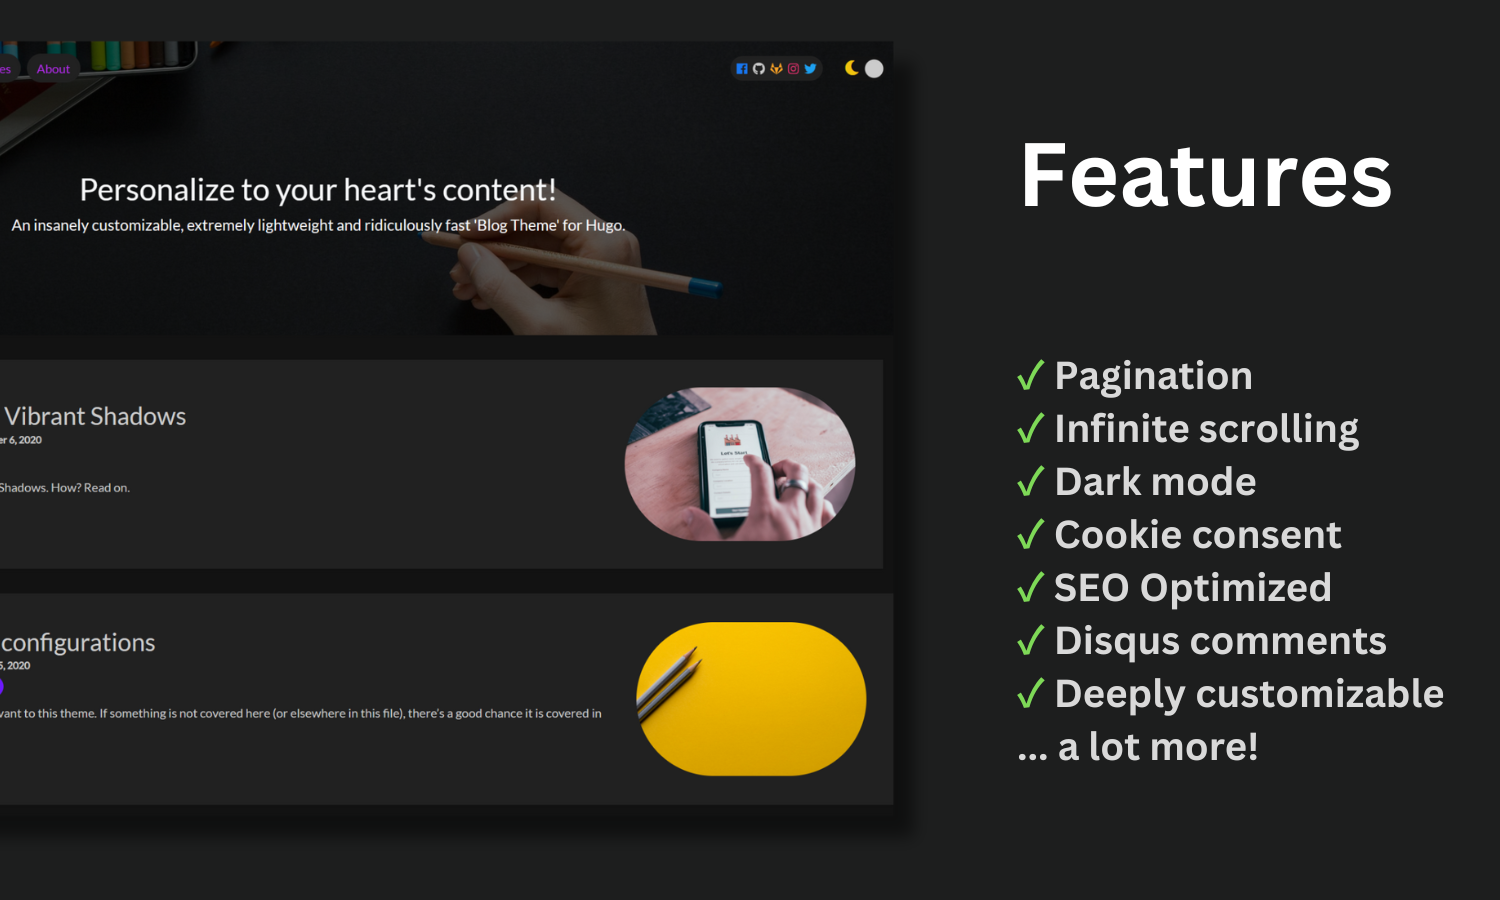 es About
Personalize to your heart's content!
An insanely customizable, extremely lightweight and ridiculously fast 'Blog Theme' for Hugo.
Vibrant Shadows
er 6, 2020
Shadows. How? Read on.
Let's Start
configurations
5, 2020
vant to this theme. If something is not covered here (or elsewhere in this file), there's a good chance it is covered in
Features
✓ Pagination
✓ Infinite scrolling
✓ Dark mode
✓ Cookie consent
✓ SEO Optimized
✓ Disqus comments
✓ Deeply customizable
... a lot more!